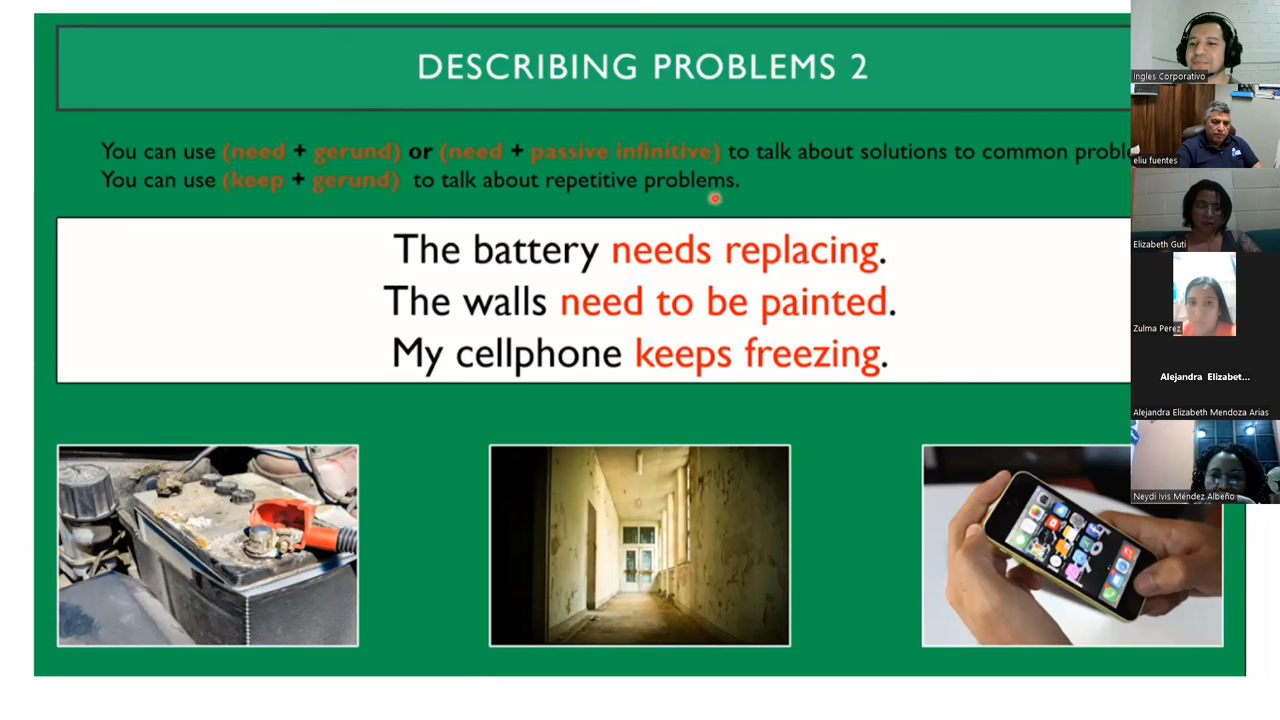 DESCRIBING PROBLEMS 2
You can use (need + gerund) or (need + passive infinitive) to talk about solutions to common proble
You can use (keep + gerund) to talk about repetitive problems.
The battery needs replacing.
The walls need to be painted.
My cellphone keeps freezing.
Ingles Corporativo
eliu fuentes
Elizabeth Guti
Zulma Perez
Alejandra Elizabet...
Alejandra Elizabeth Mendoza Arias
Neydi Ivis Méndez Albeño